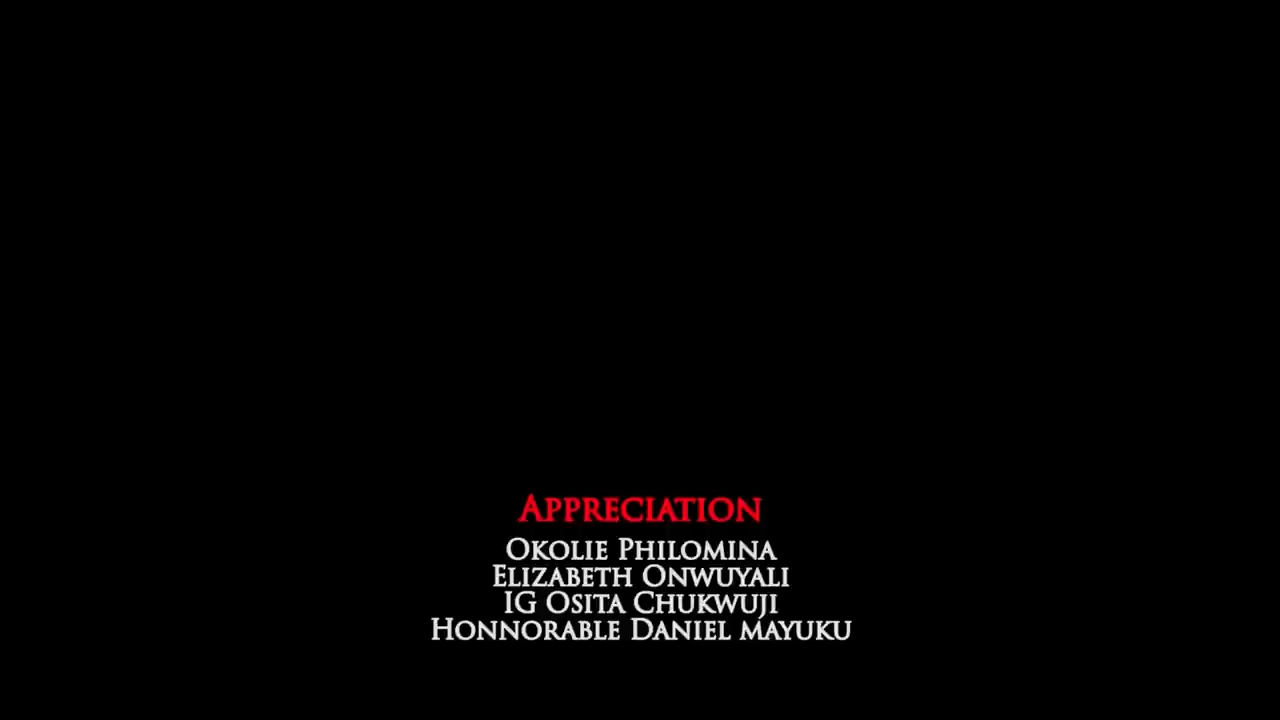 Appreciation
Okolie Philomina
Elizabeth Onwuyali
IG Osita Chukwuji
Honnorable Daniel mayuku